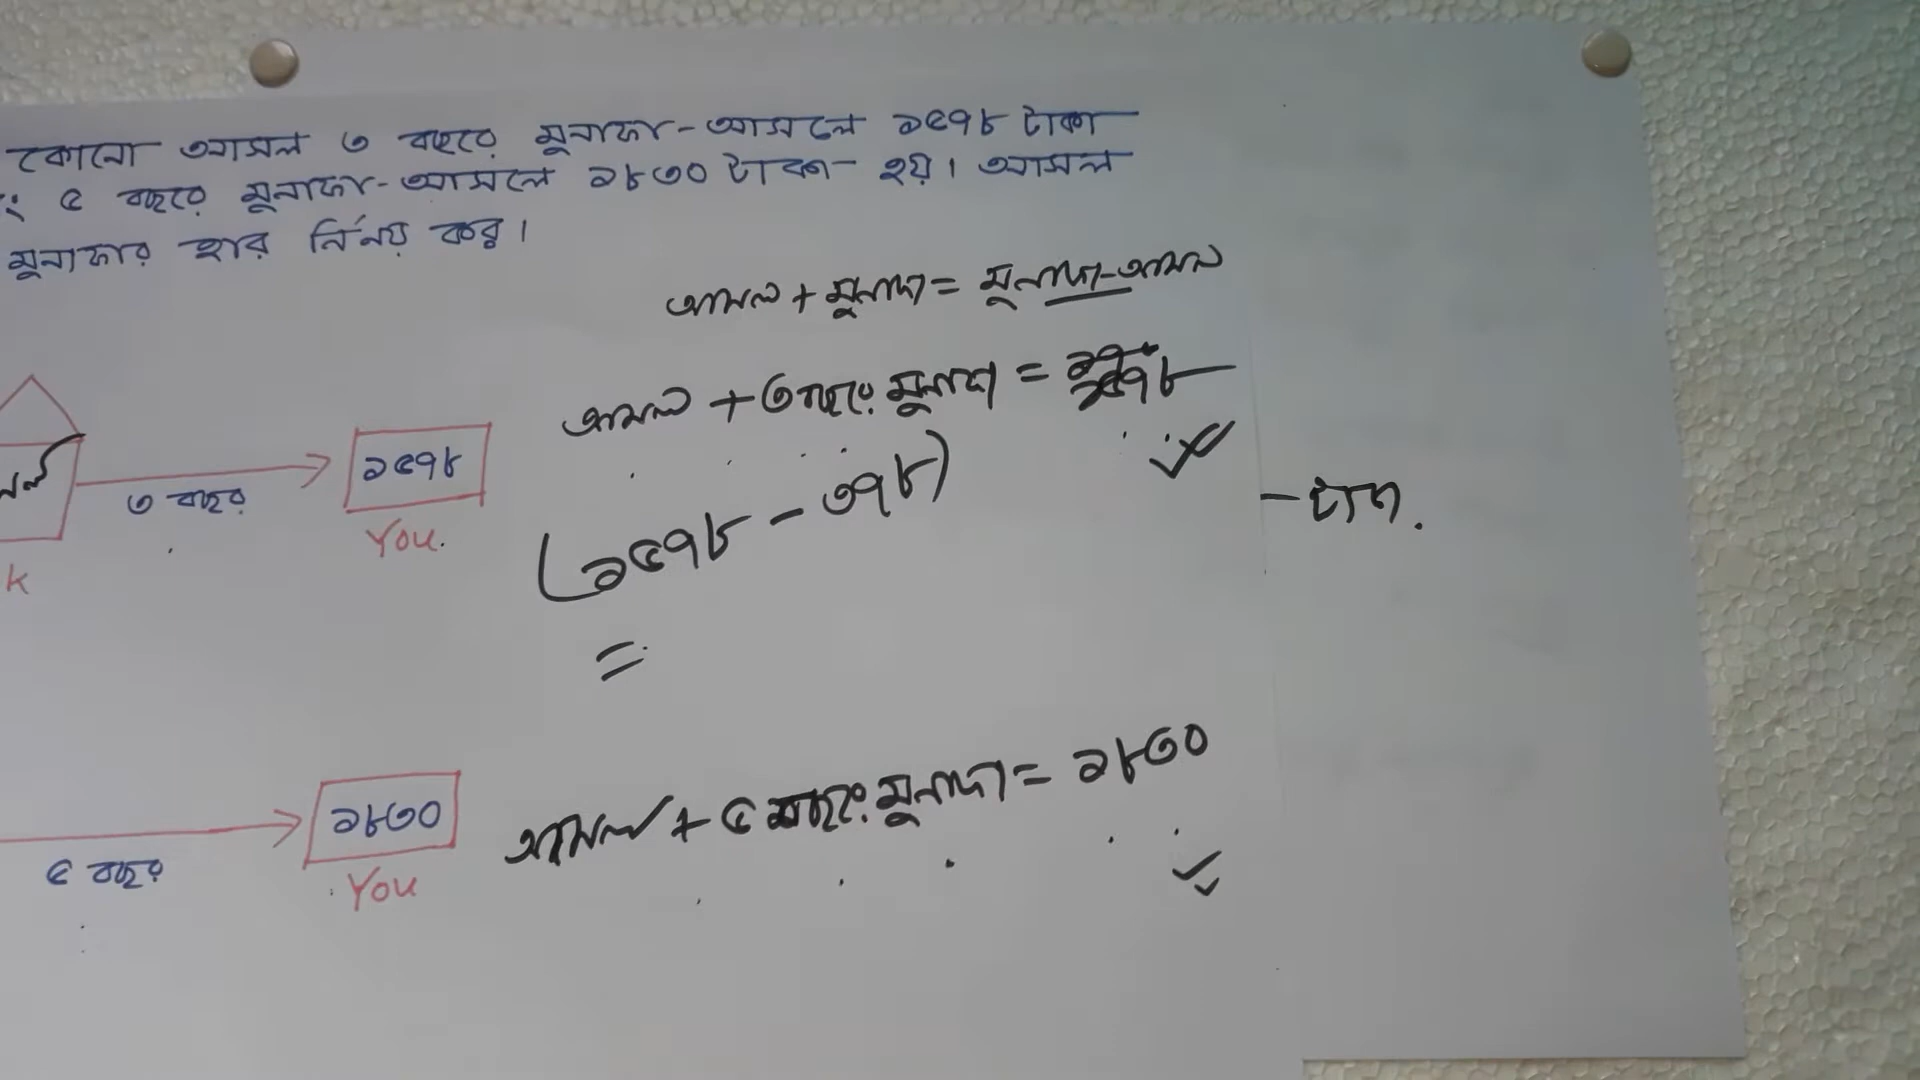 কোনো আসল ৩ বছরে মুনাফা-আসলে ১৫৭৮ টাকা
৫ বছরে মুনাফা-আসলে ১৮৩০ টাকা হয়। আসল
মুনাফার হার নির্নয় কর।
আসল + মুনাফা = মুনাফা-আসল
আসল + ৩ বছরে মুনাফা = ১৫৭৮
১৫৭৮
৩ বছর
You.
k
(১৫৭৮ - ৩৭৮)
- টাকা.
=
আসল + ৫ বছরে মুনাফা = ১৮৩০
১৮৩০
৫ বছর
You